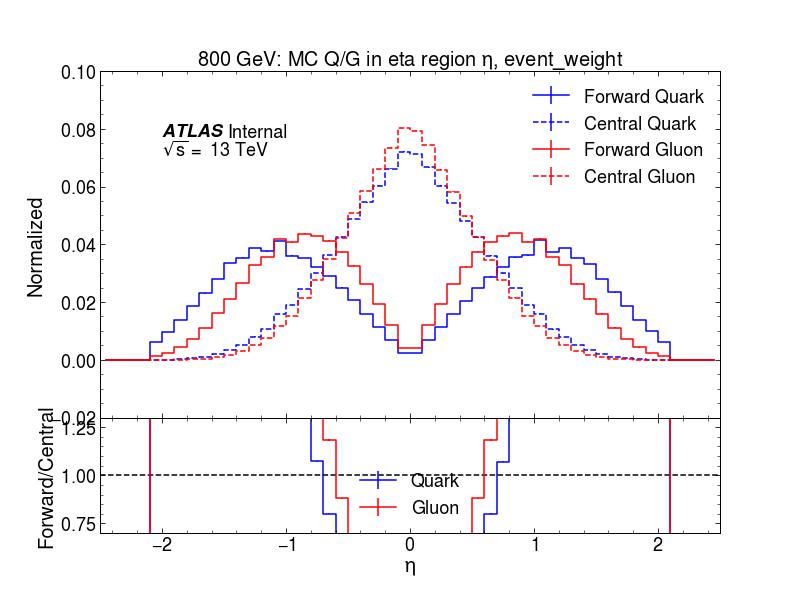 800 GeV: MC Q/G in eta region η, event_weight
0.10
0.08
0.06
0.04
0.02
0.00
Normalized
ATLAS Internal
√s = 13 TeV
Forward Quark
Central Quark
Forward Gluon
Central Gluon
0.02
1.25
1.00
0.75
Forward/Central
Quark
Gluon
−2 −1 0 1 2
η